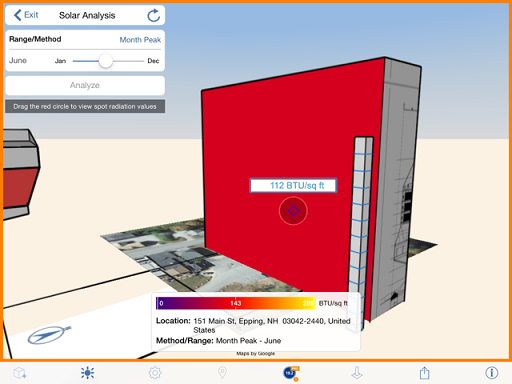 Exit
Solar Analysis
Range/Method
Month Peak
June
Jan
Dec
Analyze
Drag the red circle to view spot radiation values
112 BTU/sq ft
0
143
BTU/sq ft
Location: 151 Main St, Epping, NH 03042-2440, United
States
Method/Range: Month Peak - June
Maps by Google